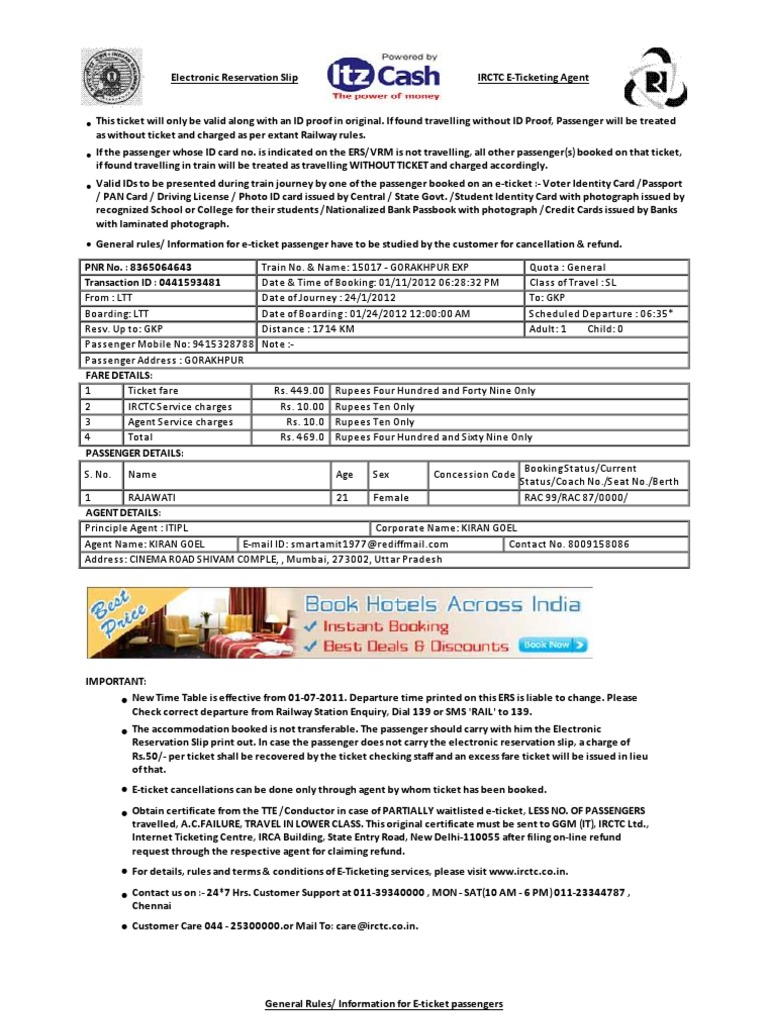 Electronic Reservation Slip
Powered by
Itz Cash
The power of money
IRCTC E-Ticketing Agent
• This ticket will only be valid along with an ID proof in original. If found travelling without ID Proof, Passenger will be treated
as without ticket and charged as per extant Railway rules.
• If the passenger whose ID card no. is indicated on the ERS/VRM is not travelling, all other passenger(s) booked on that ticket,
if found travelling in train will be treated as travelling WITHOUT TICKET and charged accordingly.
• Valid IDs to be presented during train journey by one of the passenger booked on an e-ticket :- Voter Identity Card /Passport
/ PAN Card / Driving License / Photo ID card issued by Central / State Govt. /Student Identity Card with photograph issued by
recognized School or College for their students /Nationalized Bank Passbook with photograph /Credit Cards issued by Banks
with laminated photograph.
• General rules/ Information for e-ticket passenger have to be studied by the customer for cancellation & refund.
PNR No. : 8365064643 Train No. & Name: 15017 - GORAKHPUR EXP Quota : General
Transaction ID : 0441593481 Date & Time of Booking: 01/11/2012 06:28:32 PM Class of Travel : SL
From : LTT Date of Journey : 24/1/2012 To: GKP
Boarding: LTT Date of Boarding : 01/24/2012 12:00:00 AM Scheduled Departure : 06:35*
Resv. Up to: GKP Distance : 1714 KM Adult: 1 Child: 0
Passenger Mobile No: 9415328788 Note :-
Passenger Address : GORAKHPUR
FARE DETAILS:
1 Ticket fare Rs. 449.00 Rupees Four Hundred and Forty Nine Only
2 IRCTC Service charges Rs. 10.00 Rupees Ten Only
3 Agent Service charges Rs. 10.0 Rupees Ten Only
4 Total Rs. 469.0 Rupees Four Hundred and Sixty Nine Only
PASSENGER DETAILS:
S. No. Name Age Sex Concession Code BookingStatus/Current
Status/Coach No./Seat No./Berth
1 RAJAWATI 21 Female RAC 99/RAC 87/0000/
AGENT DETAILS:
Principle Agent : ITIPL Corporate Name: KIRAN GOEL
Agent Name: KIRAN GOEL E-mail ID: smartamit1977@rediffmail.com Contact No. 8009158086
Address: CINEMA ROAD SHIVAM COMPLE, , Mumbai, 273002, Uttar Pradesh
Best Price
Book Hotels Across India
Instant Booking
Best Deals & Discounts
Book Now
IMPORTANT:
• New Time Table is effective from 01-07-2011. Departure time printed on this ERS is liable to change. Please
Check correct departure from Railway Station Enquiry, Dial 139 or SMS 'RAIL' to 139.
• The accommodation booked is not transferable. The passenger should carry with him the Electronic
Reservation Slip print out. In case the passenger does not carry the electronic reservation slip, a charge of
Rs.50/- per ticket shall be recovered by the ticket checking staff and an excess fare ticket will be issued in lieu
of that.
• E-ticket cancellations can be done only through agent by whom ticket has been booked.
• Obtain certificate from the TTE /Conductor in case of PARTIALLY waitlisted e-ticket, LESS NO. OF PASSENGERS
travelled, A.C.FAILURE, TRAVEL IN LOWER CLASS. This original certificate must be sent to GGM (IT), IRCTC Ltd.,
Internet Ticketing Centre, IRCA Building, State Entry Road, New Delhi-110055 after filing on-line refund
request through the respective agent for claiming refund.
• For details, rules and terms & conditions of E-Ticketing services, please visit www.irctc.co.in.
• Contact us on :- 24*7 Hrs. Customer Support at 011-39340000 , MON - SAT(10 AM - 6 PM) 011-23344787 ,
Chennai
• Customer Care 044 - 25300000.or Mail To: care@irctc.co.in.
General Rules/ Information for E-ticket passengers